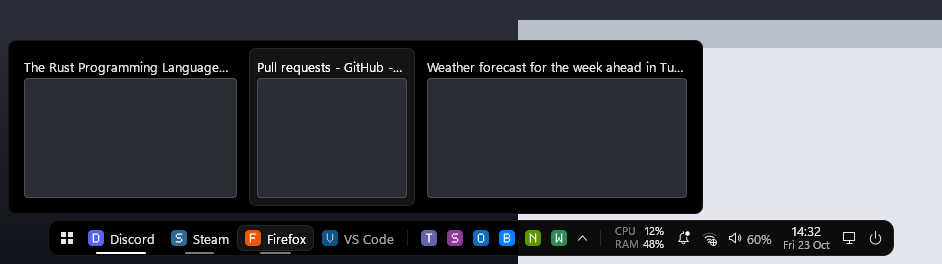 The Rust Programming Language...
Pull requests - GitHub -...
Weather forecast for the week ahead in Tu...
D Discord
S Steam
F Firefox
V VS Code
T S O B N W
CPU 12%
RAM 48%
60%
14:32
Fri 23 Oct